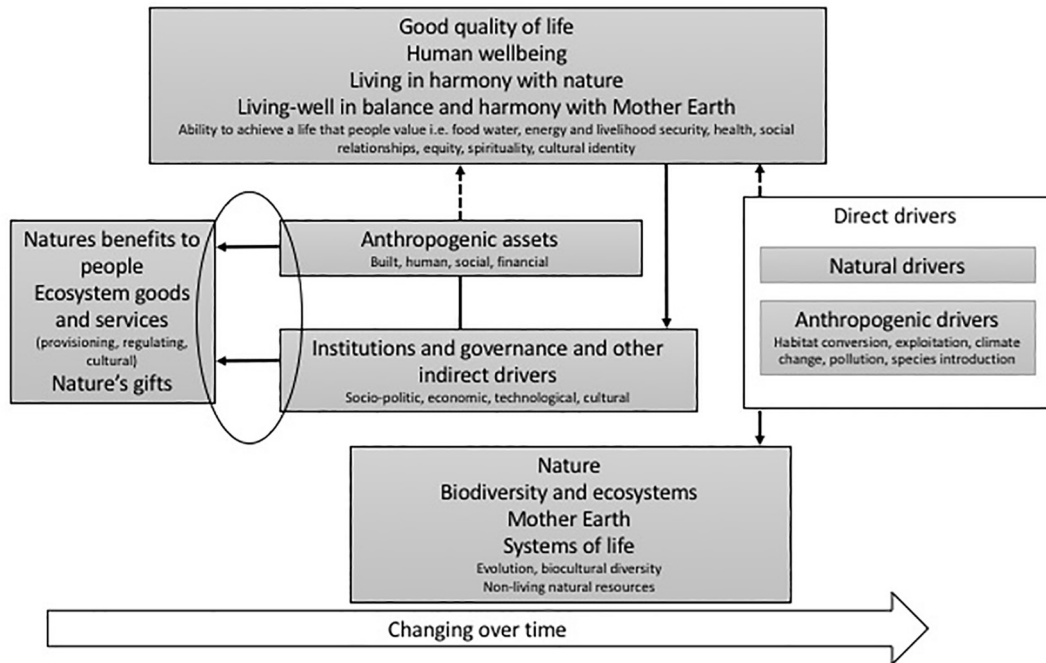 Good quality of life
Human wellbeing
Living in harmony with nature
Living-well in balance and harmony with Mother Earth
Ability to achieve a life that people value i.e. food water, energy and livelihood security, health, social
relationships, equity, spirituality, cultural identity
Natures benefits to
people
Ecosystem goods
and services
(provisioning, regulating,
cultural)
Nature's gifts
Anthropogenic assets
Built, human, social, financial
Institutions and governance and other
indirect drivers
Socio-politic, economic, technological, cultural
Direct drivers
Natural drivers
Anthropogenic drivers
Habitat conversion, exploitation, climate
change, pollution, species introduction
Nature
Biodiversity and ecosystems
Mother Earth
Systems of life
Evolution, biocultural diversity
Non-living natural resources
Changing over time